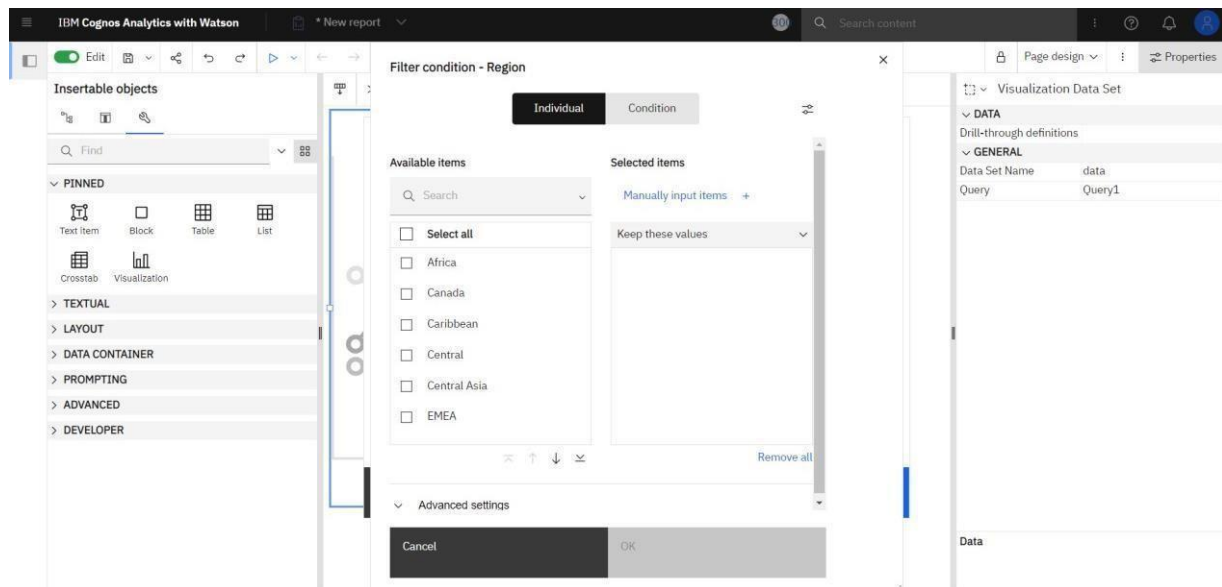 IBM Cognos Analytics with Watson
* New report
Search content
Edit
Page design
Properties
Insertable objects
Find
PINNED
Text item
Block
Table
List
Crosstab
Visualization
TEXTUAL
LAYOUT
DATA CONTAINER
PROMPTING
ADVANCED
DEVELOPER
Filter condition - Region
Individual
Condition
Available items
Selected items
Search
Manually input items +
Select all
Keep these values
Africa
Canada
Caribbean
Central
Central Asia
EMEA
Remove all
Advanced settings
Cancel
OK
Visualization Data Set
DATA
Drill-through definitions
GENERAL
Data Set Name data
Query Query1
Data